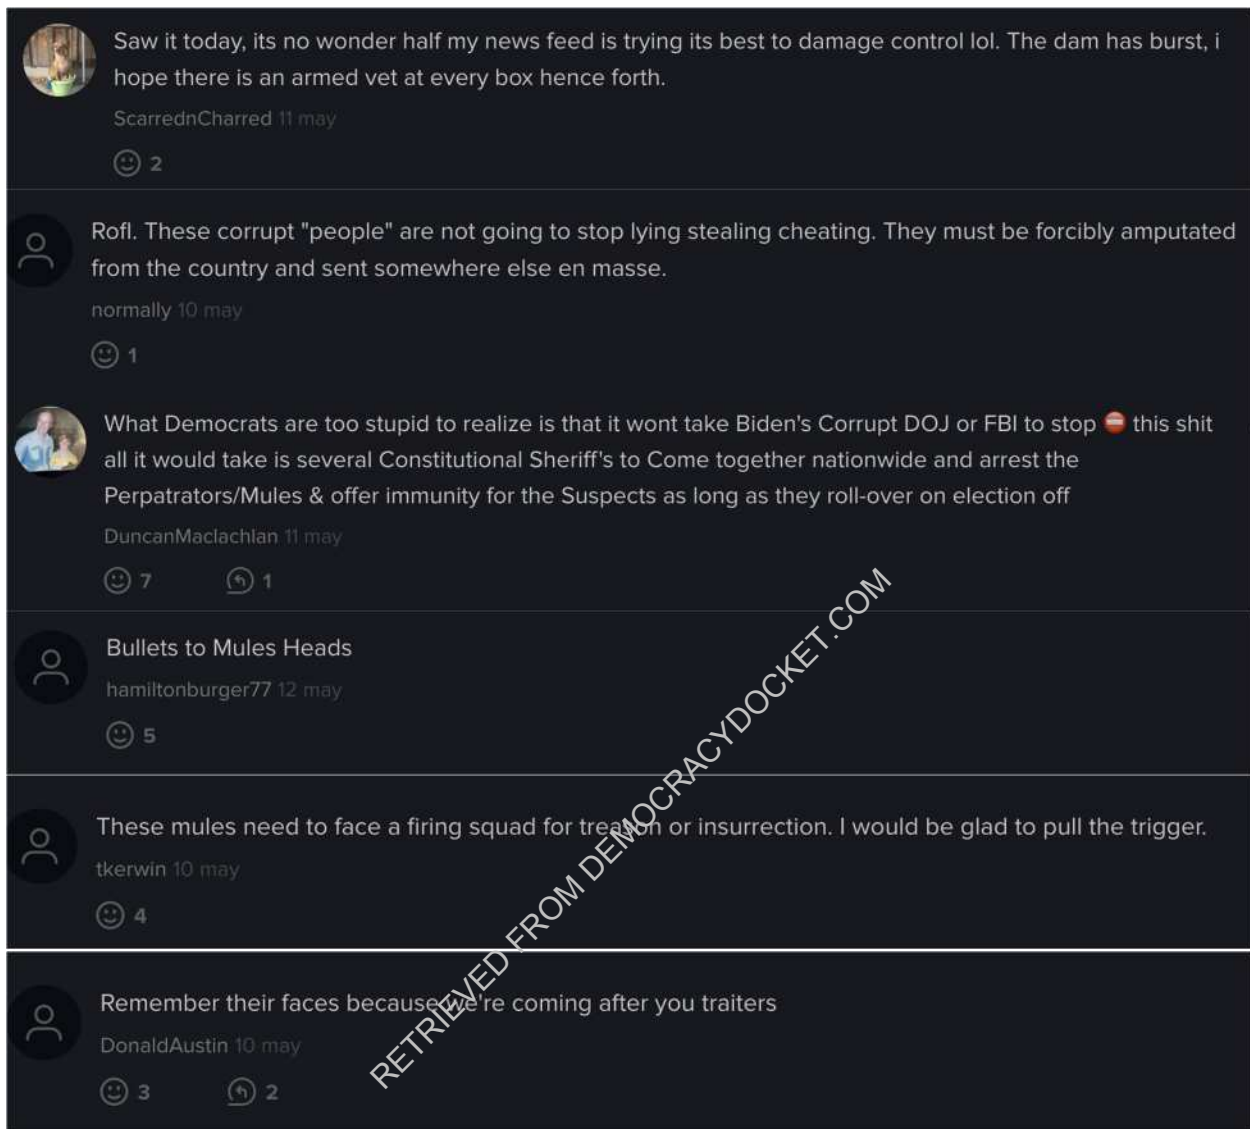 Saw it today, its no wonder half my news feed is trying its best to damage control lol. The dam has burst, i
hope there is an armed vet at every box hence forth.
ScarrednCharred 11 may
2
Rofl. These corrupt "people" are not going to stop lying stealing cheating. They must be forcibly amputated
from the country and sent somewhere else en masse.
normally 10 may
1
What Democrats are too stupid to realize is that it wont take Biden's Corrupt DOJ or FBI to stop ⛔ this shit
all it would take is several Constitutional Sheriff's to Come together nationwide and arrest the
Perpatrators/Mules & offer immunity for the Suspects as long as they roll-over on election off
DuncanMaclachlan 11 may
7 1
Bullets to Mules Heads
hamiltonburger77 12 may
5
These mules need to face a firing squad for treason or insurrection. I would be glad to pull the trigger.
tkerwin 10 may
4
Remember their faces because we're coming after you traiters
DonaldAustin 10 may
3 2
RETRIEVED FROM DEMOCRACYDOCKET.COM